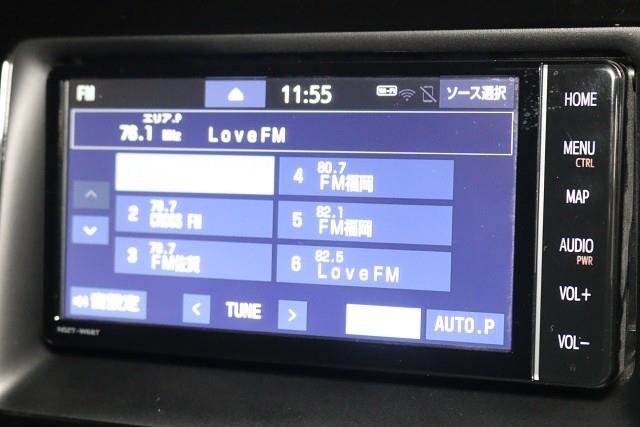 FM
11:55
ソース選択
エリア.P
76.1 MHz LoveFM
4 80.7 FM福岡
2 78.7 CROSS FM
5 82.1 FM福岡
3 79.7 FM佐賀
6 82.5 LoveFM
音設定
< TUNE >
AUTO.P
NSZT-W68T
HOME
MENU
CTRL
MAP
AUDIO
PWR
VOL+
VOL-